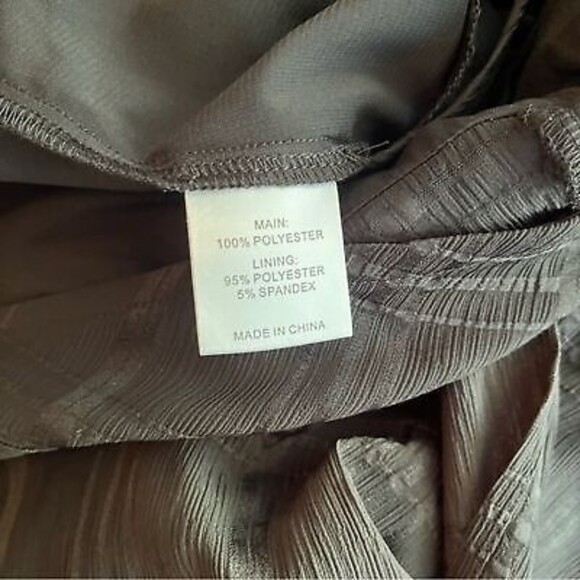 MAIN:
100% POLYESTER
LINING:
95% POLYESTER
5% SPANDEX
MADE IN CHINA